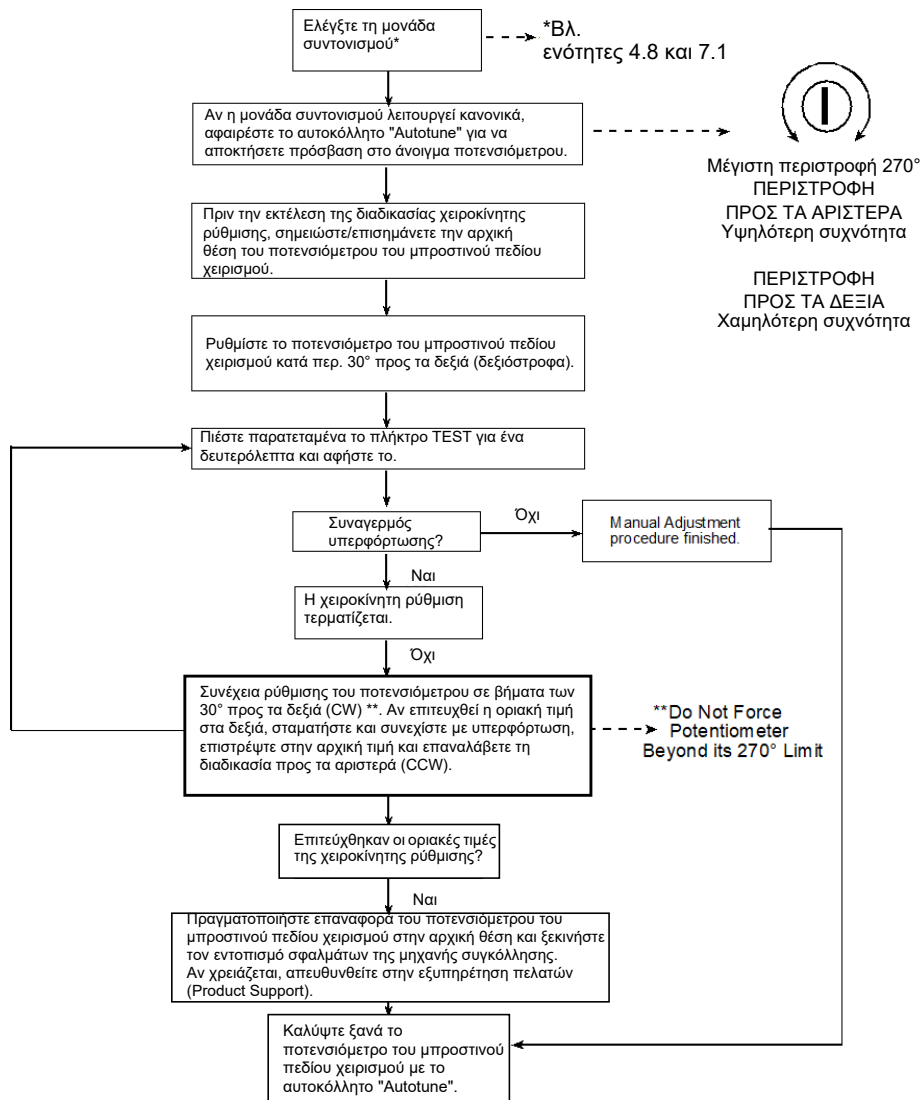 Ελέγξτε τη μονάδα
συντονισμού*
*Βλ.
ενότητες 4.8 και 7.1
Αν η μονάδα συντονισμού λειτουργεί κανονικά,
αφαιρέστε το αυτοκόλλητο "Autotune" για να
αποκτήσετε πρόσβαση στο άνοιγμα ποτενσιόμετρου.
Μέγιστη περιστροφή 270°
ΠΕΡΙΣΤΡΟΦΗ
ΠΡΟΣ ΤΑ ΑΡΙΣΤΕΡΑ
Υψηλότερη συχνότητα
ΠΕΡΙΣΤΡΟΦΗ
ΠΡΟΣ ΤΑ ΔΕΞΙΑ
Χαμηλότερη συχνότητα
Πριν την εκτέλεση της διαδικασίας χειροκίνητης
ρύθμισης, σημειώστε/επισημάνετε την αρχική
θέση του ποτενσιόμετρου του μπροστινού πεδίου
χειρισμού.
Ρυθμίστε το ποτενσιόμετρο του μπροστινού πεδίου
χειρισμού κατά περ. 30° προς τα δεξιά (δεξιόστροφα).
Πιέστε παρατεταμένα το πλήκτρο TEST για ένα
δευτερόλεπτα και αφήστε το.
Συναγερμός
υπερφόρτωσης?
Όχι
Manual Adjustment
procedure finished.
Ναι
Η χειροκίνητη ρύθμιση
τερματίζεται.
Όχι
Συνέχεια ρύθμισης του ποτενσιόμετρου σε βήματα των
30° προς τα δεξιά (CW) **. Αν επιτευχθεί η οριακή τιμή
στα δεξιά, σταματήστε και συνεχίστε με υπερφόρτωση,
επιστρέψτε στην αρχική τιμή και επαναλάβετε τη
διαδικασία προς τα αριστερά (CCW).
**Do Not Force
Potentiometer
Beyond its 270° Limit
Επιτεύχθηκαν οι οριακές τιμές
της χειροκίνητης ρύθμισης?
Ναι
Πραγματοποιήστε επαναφορά του ποτενσιόμετρου του
μπροστινού πεδίου χειρισμού στην αρχική θέση και ξεκινήστε
τον εντοπισμό σφαλμάτων της μηχανής συγκόλλησης.
Αν χρειάζεται, απευθυνθείτε στην εξυπηρέτηση πελατών
(Product Support).
Καλύψτε ξανά το
ποτενσιόμετρο του μπροστινού
πεδίου χειρισμού με το
αυτοκόλλητο "Autotune".